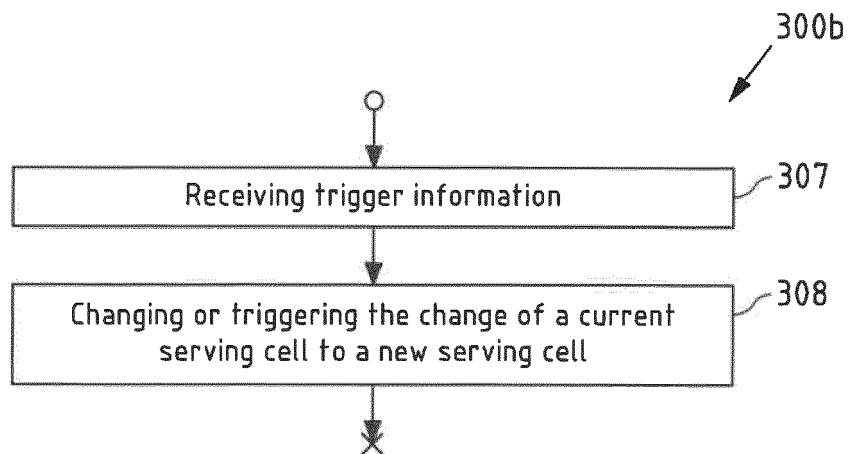 300b
Receiving trigger information
307
Changing or triggering the change of a current
serving cell to a new serving cell
308